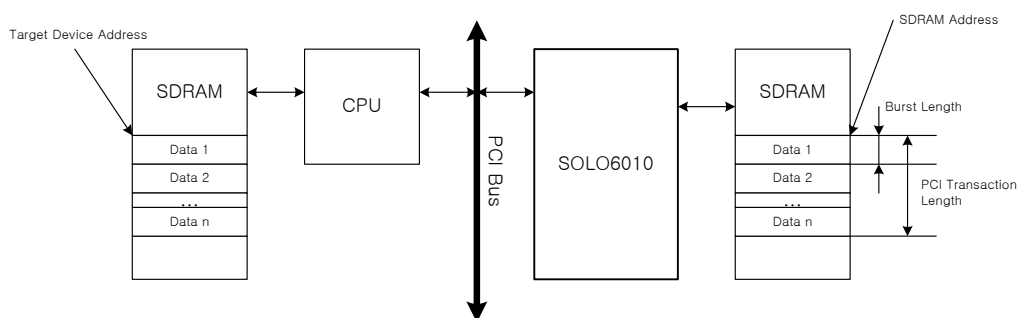 SDRAM Address
Target Device Address
SDRAM
CPU
PCI Bus
SOLO6010
SDRAM
Burst Length
Data 1
Data 1
Data 2
Data 2
PCI Transaction
Length
...
...
Data n
Data n